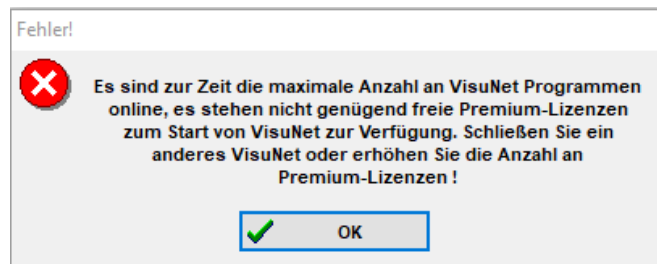 Fehler!
Es sind zur Zeit die maximale Anzahl an VisuNet Programmen
online, es stehen nicht genügend freie Premium-Lizenzen
zum Start von VisuNet zur Verfügung. Schließen Sie ein
anderes VisuNet oder erhöhen Sie die Anzahl an
Premium-Lizenzen !
OK